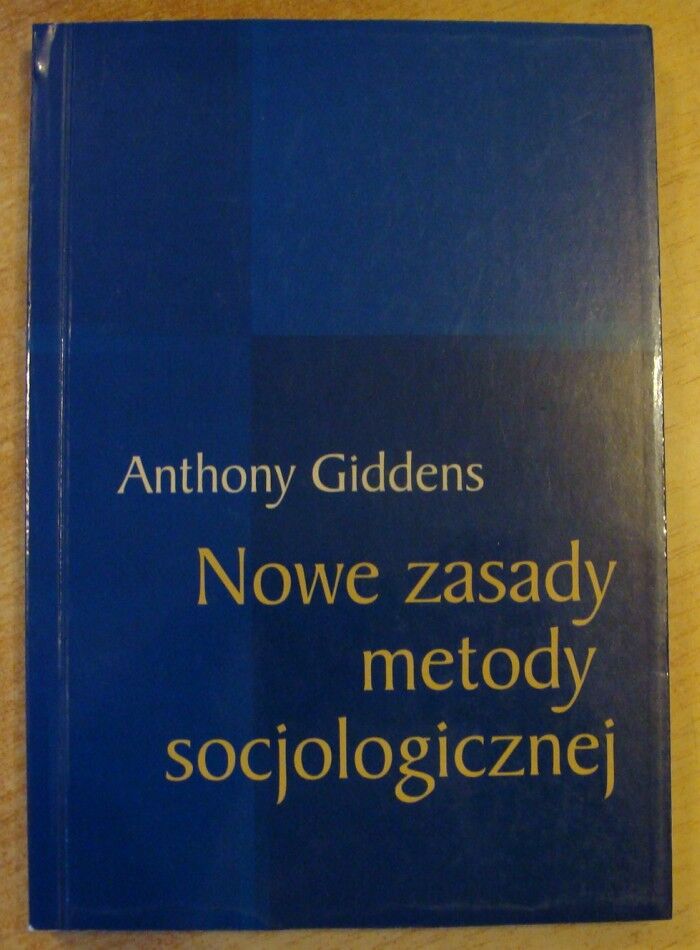 Anthony Giddens
Nowe zasady
metody
socjologicznej